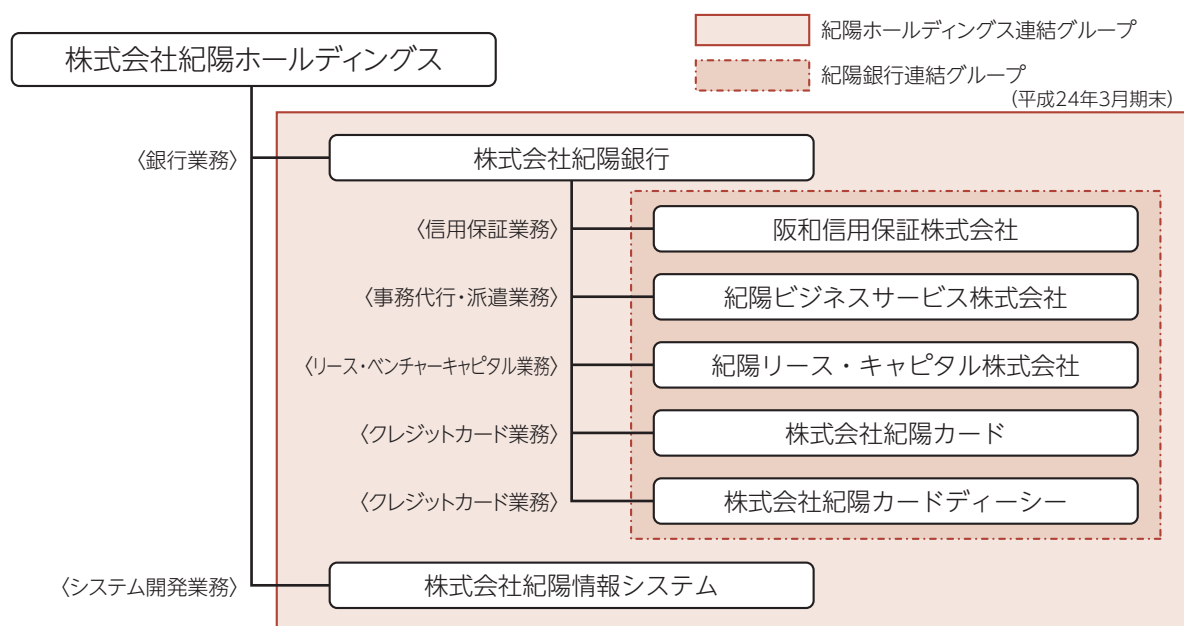 紀陽ホールディングス連結グループ
株式会社紀陽ホールディングス
紀陽銀行連結グループ
(平成24年3月期末)
〈銀行業務〉
株式会社紀陽銀行
〈信用保証業務〉
阪和信用保証株式会社
〈事務代行・派遣業務〉
紀陽ビジネスサービス株式会社
〈リース・ベンチャーキャピタル業務〉
紀陽リース・キャピタル株式会社
〈クレジットカード業務〉
株式会社紀陽カード
〈クレジットカード業務〉
株式会社紀陽カードディーシー
〈システム開発業務〉
株式会社紀陽情報システム